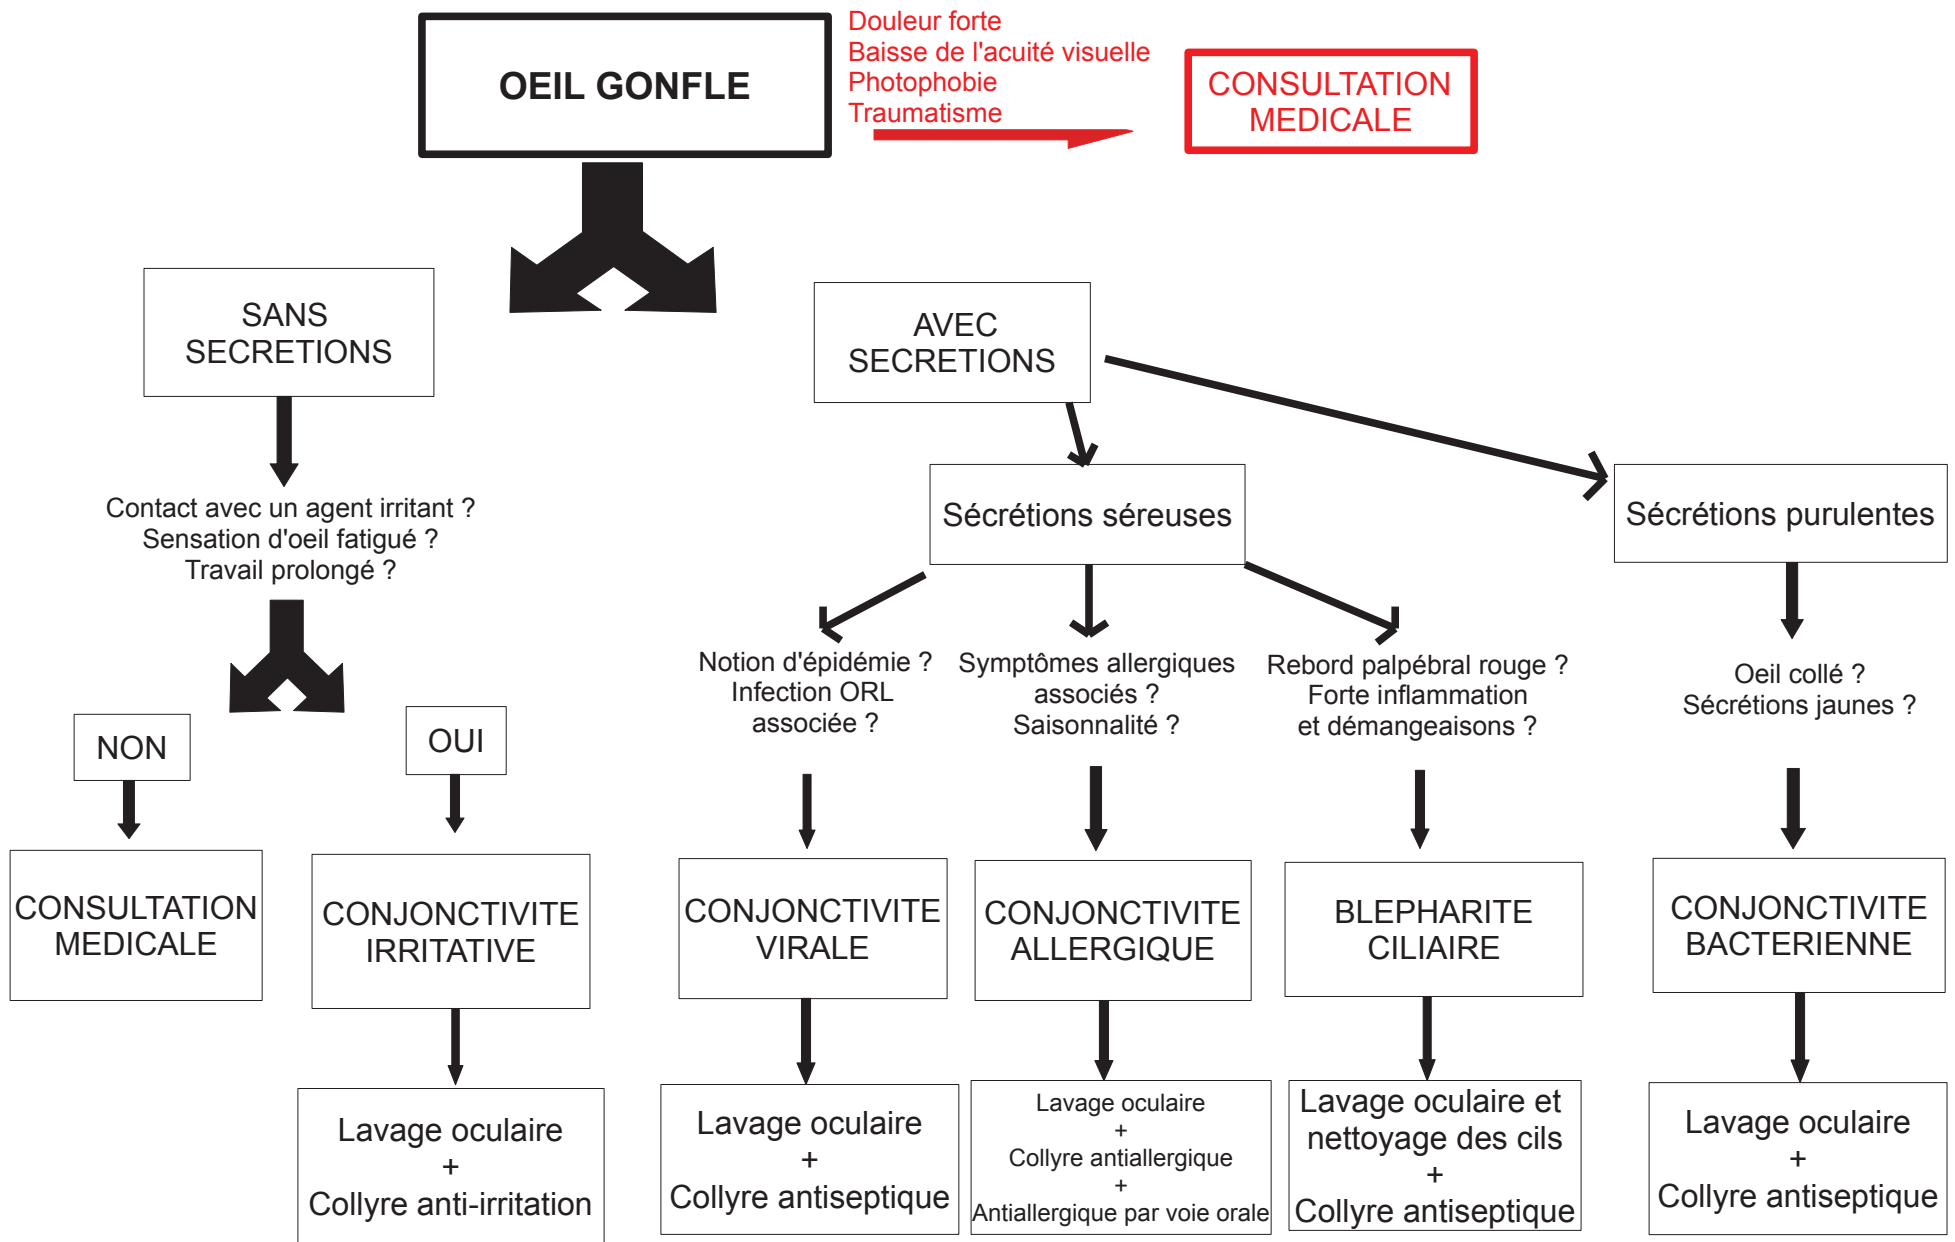 OEIL GONFLE
Douleur forte
Baisse de l'acuité visuelle
Photophobie
Traumatisme
CONSULTATION
MEDICALE
SANS
SECRETIONS
AVEC
SECRETIONS
Contact avec un agent irritant ?
Sensation d'oeil fatigué ?
Travail prolongé ?
Sécrétions séreuses
Sécrétions purulentes
Notion d'épidémie ?
Infection ORL
associée ?
Symptômes allergiques
associés ?
Saisonnalité ?
Rebord palpébral rouge ?
Forte inflammation
et démangeaisons ?
Oeil collé ?
Sécrétions jaunes ?
NON
OUI
CONSULTATION
MEDICALE
CONJONCTIVITE
IRRITATIVE
CONJONCTIVITE
VIRALE
CONJONCTIVITE
ALLERGIQUE
BLEPHARITE
CILIAIRE
CONJONCTIVITE
BACTERIENNE
Lavage oculaire
+
Collyre anti-irritation
Lavage oculaire
+
Collyre antiseptique
Lavage oculaire
+
Collyre antiallergique
+
Antiallergique par voie orale
Lavage oculaire et
nettoyage des cils
+
Collyre antiseptique
Lavage oculaire
+
Collyre antiseptique